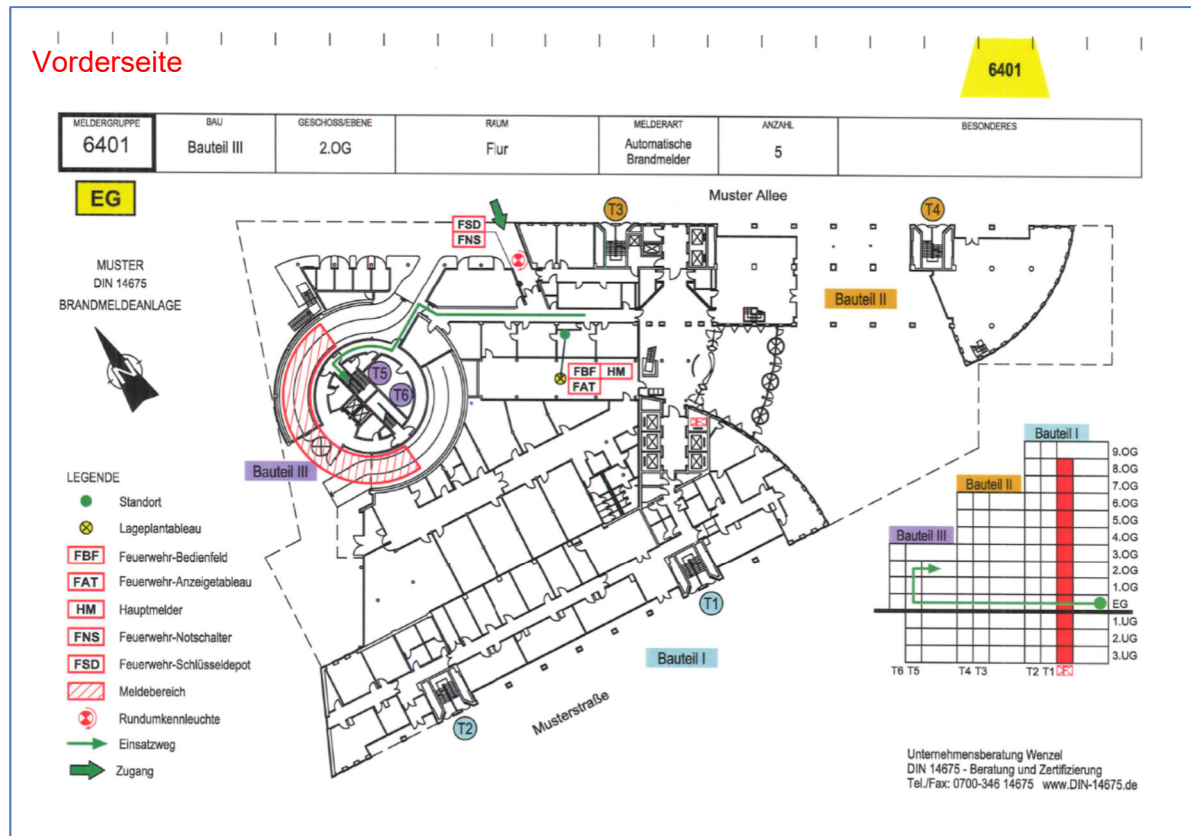 Vorderseite
6401
MELDERGRUPPE
6401
BAU
Bauteil III
GESCHOSS/EBENE
2.OG
RAUM
Flur
MELDERART
Automatische
Brandmelder
ANZAHL
5
BESONDERES
EG
Muster Allee
MUSTER
DIN 14675
BRANDMELDEANLAGE
N
FSD
FNS
T3
T4
Bauteil II
T5
T6
FBF HM
FAT
Bauteil III
LEGENDE
Standort
Lageplantableau
FBF Feuerwehr-Bedienfeld
FAT Feuerwehr-Anzeigetableau
HM Hauptmelder
FNS Feuerwehr-Notschalter
FSD Feuerwehr-Schlüsseldepot
Meldebereich
Rundumkennleuchte
Einsatzweg
Zugang
T1
Bauteil I
T2
Musterstraße
Bauteil I
Bauteil II
Bauteil III
9.OG
8.OG
7.OG
6.OG
5.OG
4.OG
3.OG
2.OG
1.OG
EG
1.UG
2.UG
3.UG
T6 T5 T4 T3 T2 T1
Unternehmensberatung Wenzel
DIN 14675 - Beratung und Zertifizierung
Tel./Fax: 0700-346 14675 www.DIN-14675.de